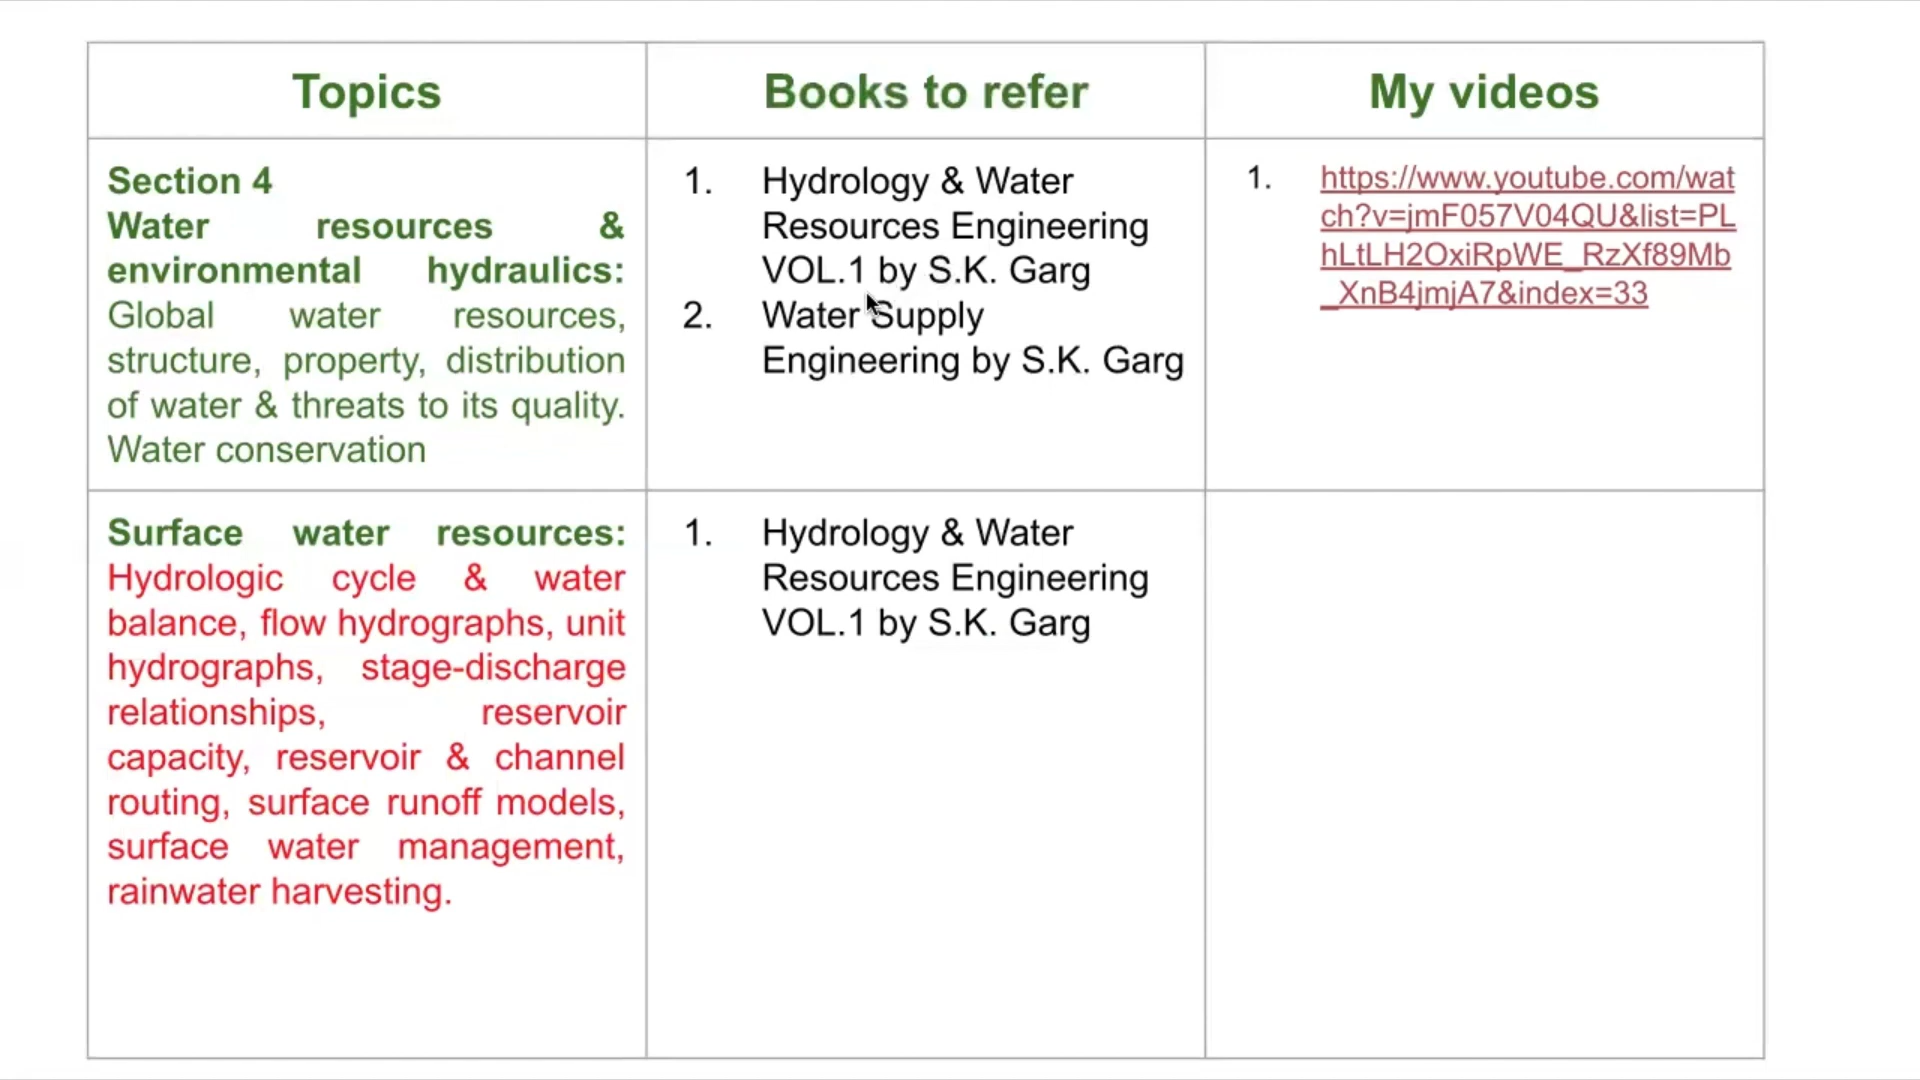 Topics
Books to refer
My videos
Section 4
Water resources &
environmental hydraulics:
Global water resources,
structure, property, distribution
of water & threats to its quality.
Water conservation
1. Hydrology & Water
Resources Engineering
VOL.1 by S.K. Garg
2. Water Supply
Engineering by S.K. Garg
1. https://www.youtube.com/wat
ch?v=jmF057V04QU&list=PL
hLtLH2OxiRpWE_RzXf89Mb
_XnB4jmjA7&index=33
Surface water resources:
Hydrologic cycle & water
balance, flow hydrographs, unit
hydrographs, stage-discharge
relationships, reservoir
capacity, reservoir & channel
routing, surface runoff models,
surface water management,
rainwater harvesting.
1. Hydrology & Water
Resources Engineering
VOL.1 by S.K. Garg